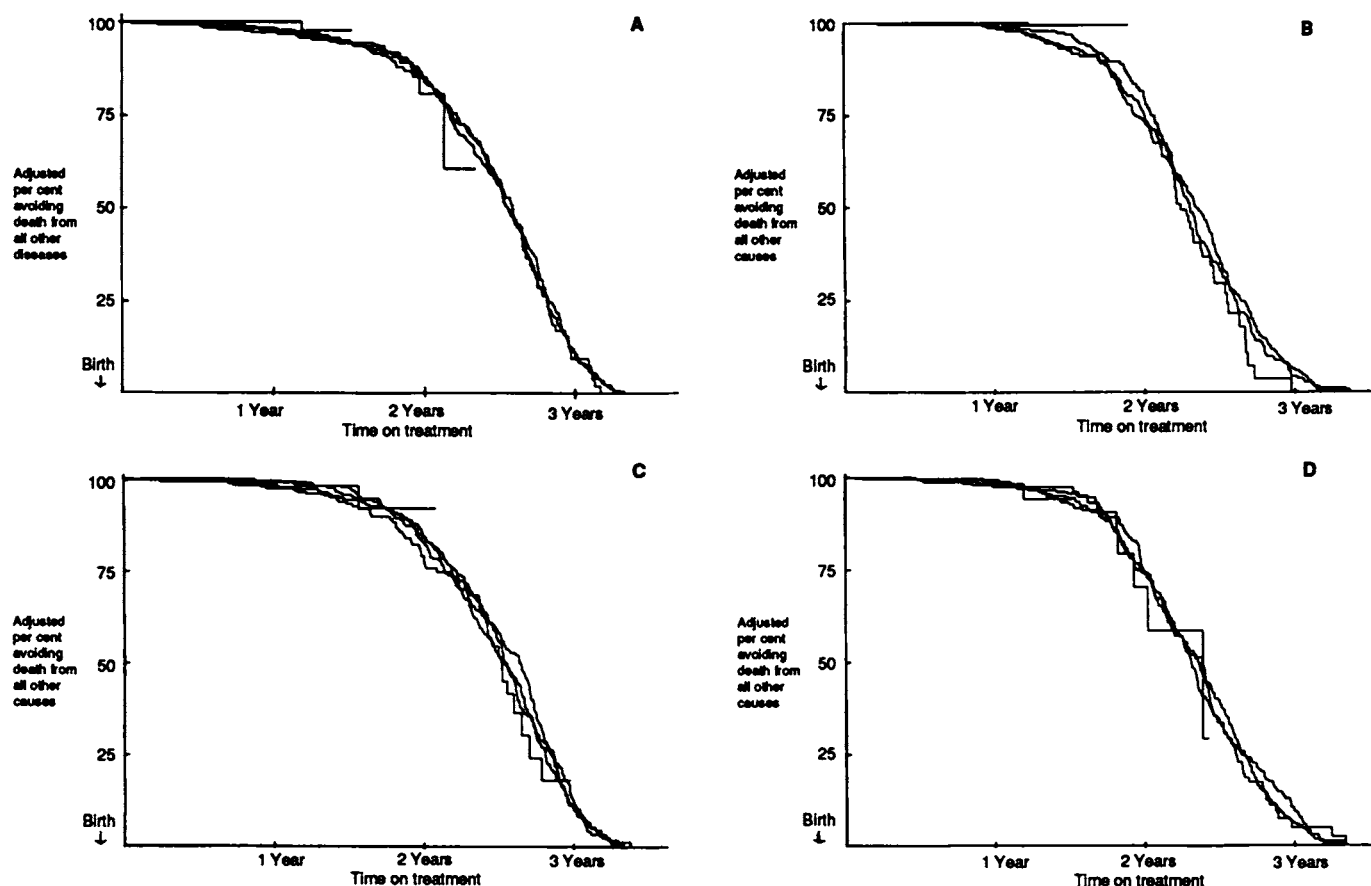 A
100
75
50
25
Adjusted
per cent
avoiding
death from
all other
diseases
Birth
↓
1 Year
2 Years
3 Years
Time on treatment
B
100
75
50
25
Adjusted
per cent
avoiding
death from
all other
causes
Birth
↓
1 Year
2 Years
3 Years
Time on treatment
C
100
75
50
25
Adjusted
per cent
avoiding
death from
all other
causes
Birth
↓
1 Year
2 Years
3 Years
Time on treatment
D
100
75
50
25
Adjusted
per cent
avoiding
death from
all other
causes
Birth
↓
1 Year
2 Years
3 Years
Time on treatment